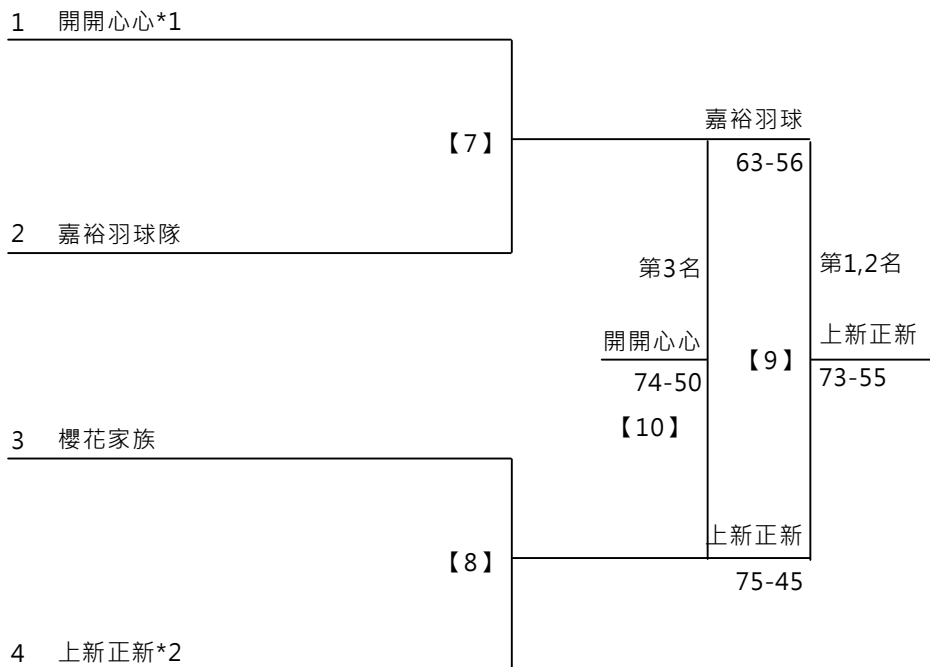 1 開開心心*1
嘉裕羽球
【7】
63-56
2 嘉裕羽球隊
第3名
第1,2名
開開心心
【9】
上新正新
74-50
73-55
【10】
3 櫻花家族
上新正新
【8】
75-45
4 上新正新*2